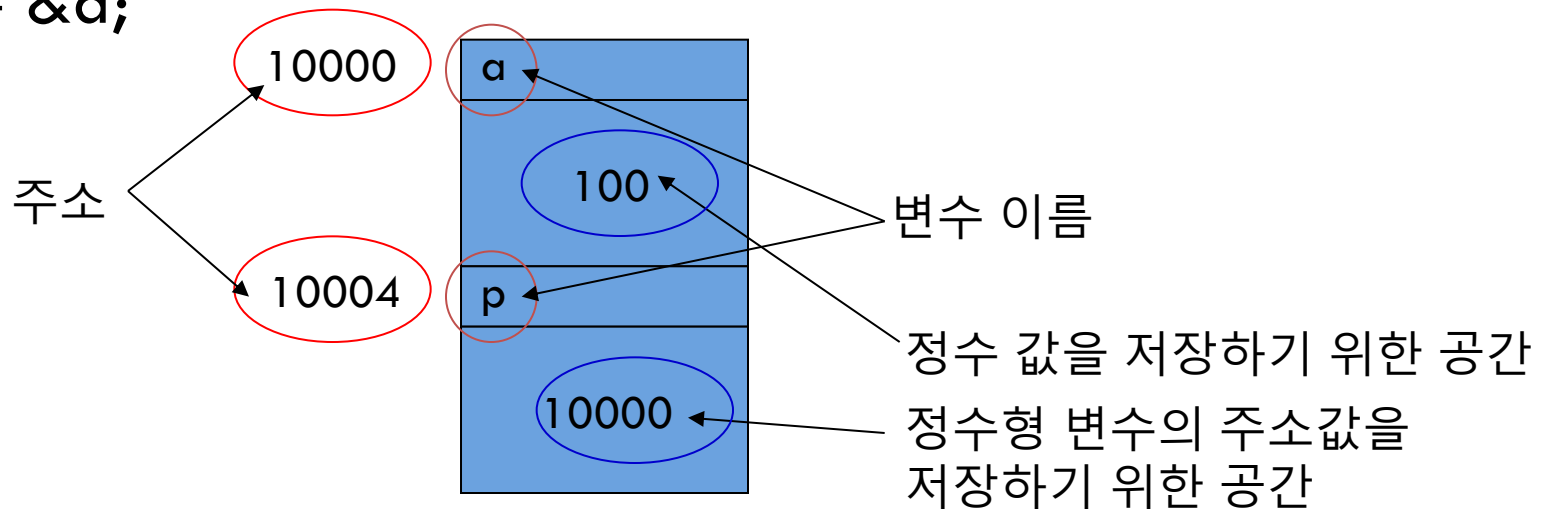 &a;
10000
a
100
주소
변수 이름
10004
p
정수 값을 저장하기 위한 공간
10000
정수형 변수의 주소값을
저장하기 위한 공간